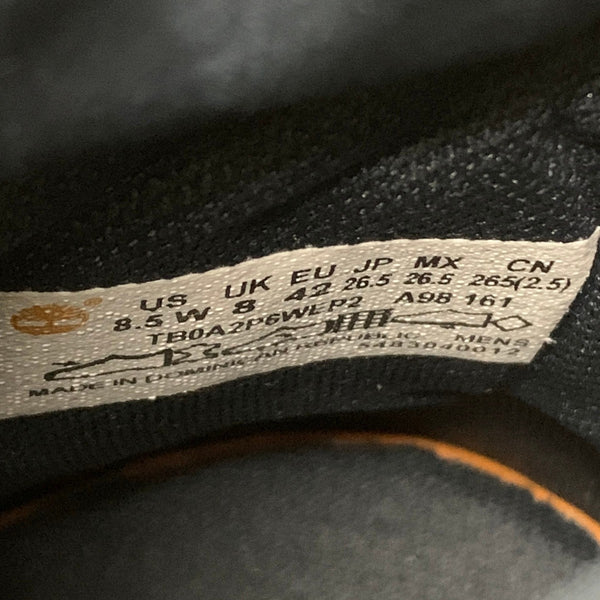 US UK EU JP MX CN
8.5 W 8 42 26.5 26.5 265(2.5)
TB0A2P6WEP2 A98 161
MENS
MADE IN DOMINICAN REPUBLIC